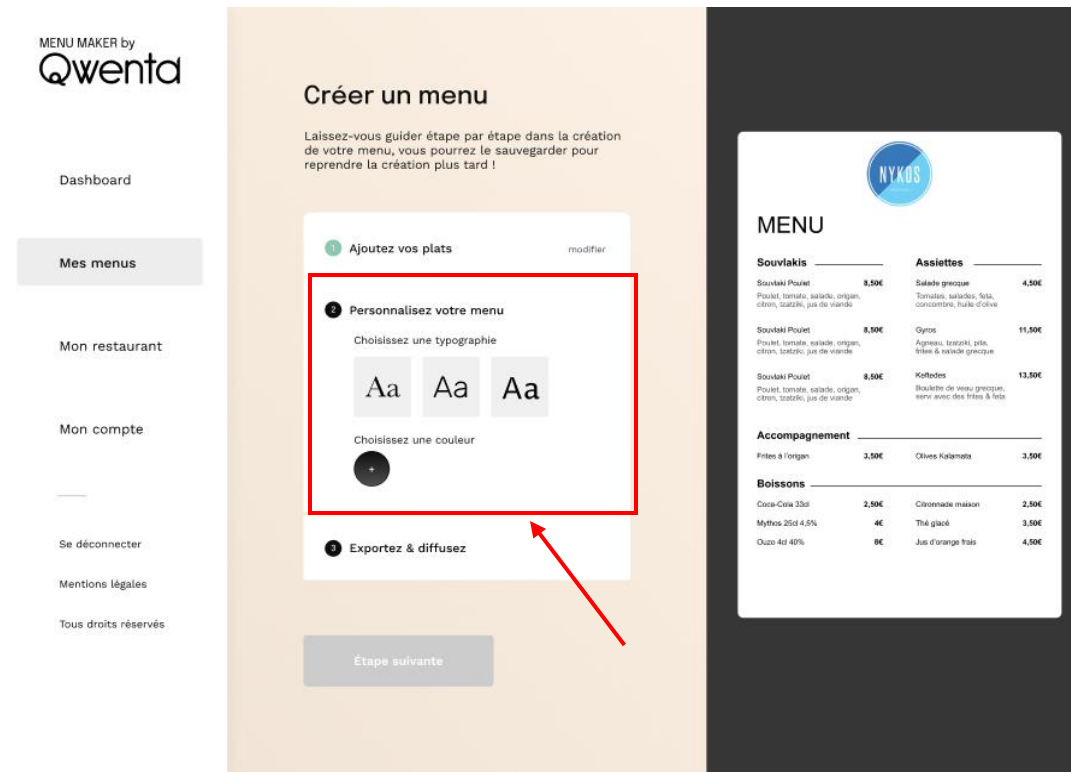 MENU MAKER by
Qwenta
Dashboard
Mes menus
Mon restaurant
Mon compte
Se déconnecter
Mentions légales
Tous droits réservés
Créer un menu
Laissez-vous guider étape par étape dans la création
de votre menu, vous pourrez le sauvegarder pour
reprendre la création plus tard !
1 Ajoutez vos plats modifier
2 Personnalisez votre menu
Choisissez une typographie
Aa Aa Aa
Choisissez une couleur
+
3 Exportez & diffusez
Étape suivante
NYKOS
MENU
Souvlakis
Souvlaki Poulet 8,50€
Poulet, tomate, salade, origan,
citron, tzatziki, jus de viande
Souvlaki Poulet 8,50€
Poulet, tomate, salade, origan,
citron, tzatziki, jus de viande
Souvlaki Poulet 8,50€
Poulet, tomate, salade, origan,
citron, tzatziki, jus de viande
Assiettes
Salade grecque 4,50€
Tomates, salades, feta,
concombre, huile d'olive
Gyros 11,50€
Agneau, tzatziki, pita,
frites & salade grecque
Keftedes 13,50€
Boulette de veau grecque,
servi avec des frites & feta
Accompagnement
Frites à l'origan 3,50€ Olives Kalamata 3,50€
Boissons
Coca-Cola 33cl 2,50€ Citronnade maison 2,50€
Mythos 25cl 4,5% 4€ Thé glacé 3,50€
Ouzo 4cl 40% 8€ Jus d'orange frais 4,50€